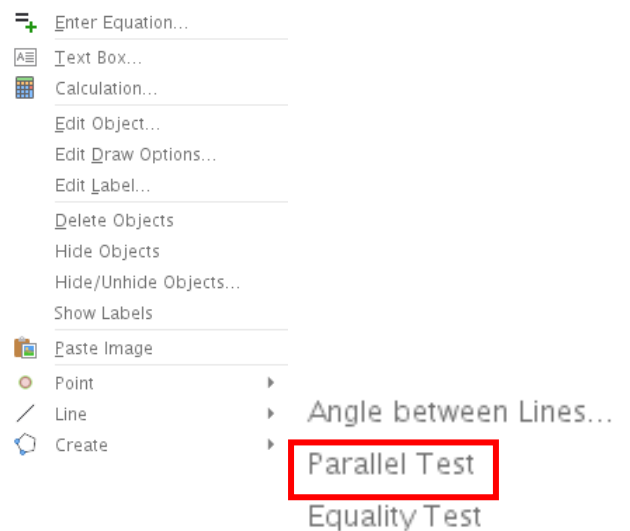 Enter Equation...
Text Box...
Calculation...
Edit Object...
Edit Draw Options...
Edit Label...
Delete Objects
Hide Objects
Hide/Unhide Objects...
Show Labels
Paste Image
Point
Line
Create
Angle between Lines...
Parallel Test
Equality Test